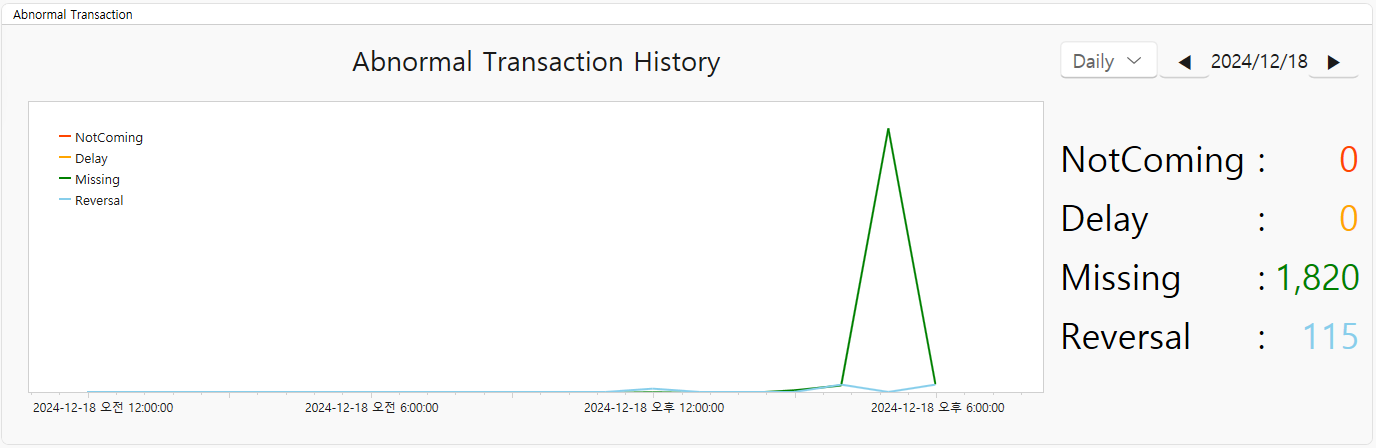 Abnormal Transaction
Abnormal Transaction History
Daily
2024/12/18
NotComing
Delay
Missing
Reversal
NotComing : 0
Delay : 0
Missing : 1,820
Reversal : 115
2024-12-18 오전 12:00:00
2024-12-18 오전 6:00:00
2024-12-18 오후 12:00:00
2024-12-18 오후 6:00:00